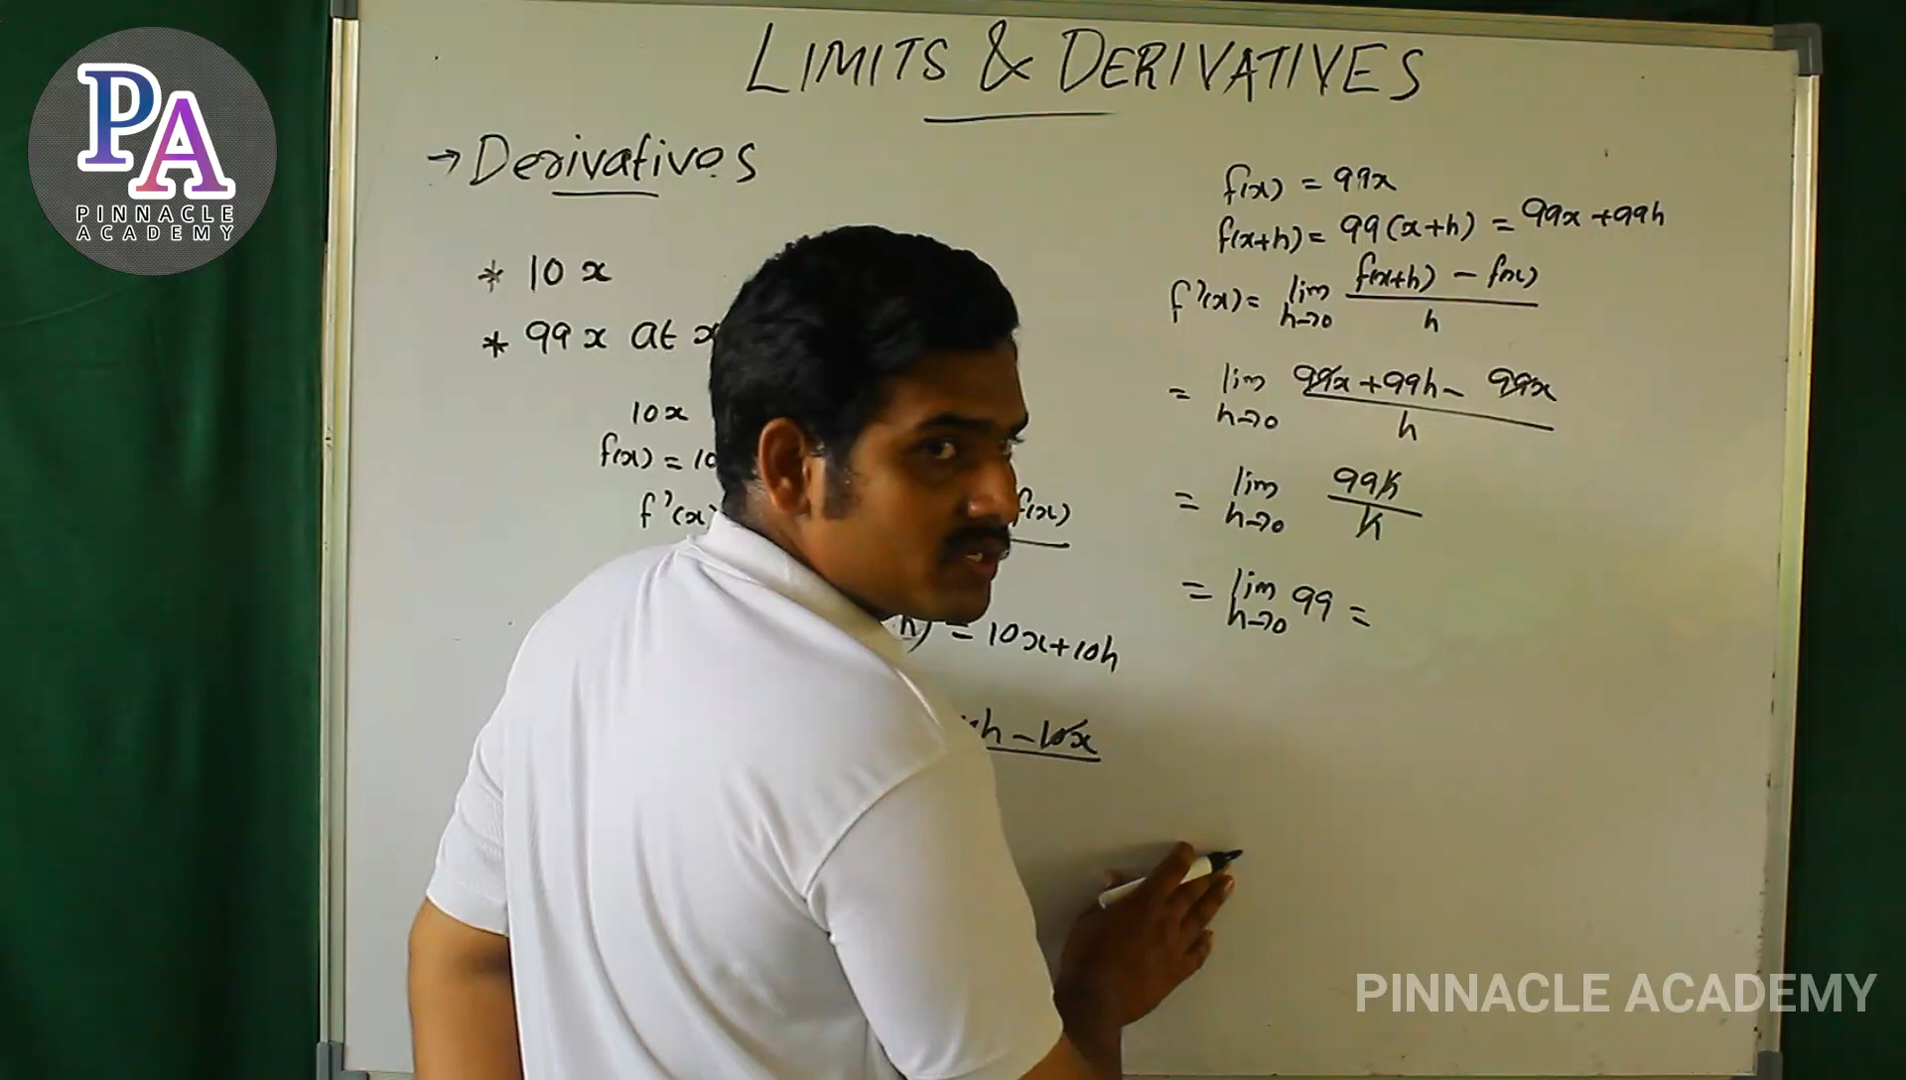 PA
PINNACLE
ACADEMY
LIMITS & DERIVATIVES
→ Derivatives
* 10 x
* 99 x at x
10x
f(x) = 10
f'(x)
f(x)
h) = 10x+10h
h - 10x
f(x) = 99x
f(x+h) = 99 (x+h) = 99x +99h
f'(x) = lim h→0 f(x+h) - f(x) / h
= lim h→0 99x +99h - 99x / h
= lim h→0 99h / h
= lim h→0 99 =
PINNACLE ACADEMY